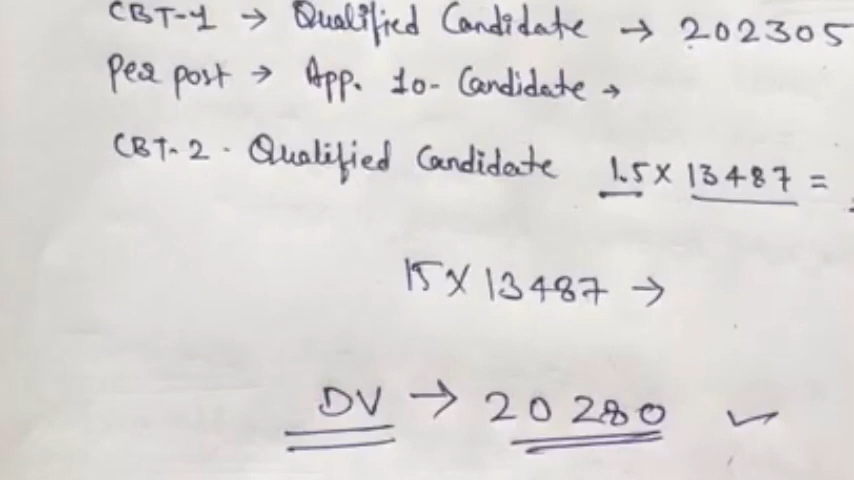 CBT-1 → Qualified Candidate → 202305
Per post → App. 10- Candidate →
CBT-2 - Qualified Candidate 1.5 × 13487 =
15 × 13487 →
DV → 20280 ✓